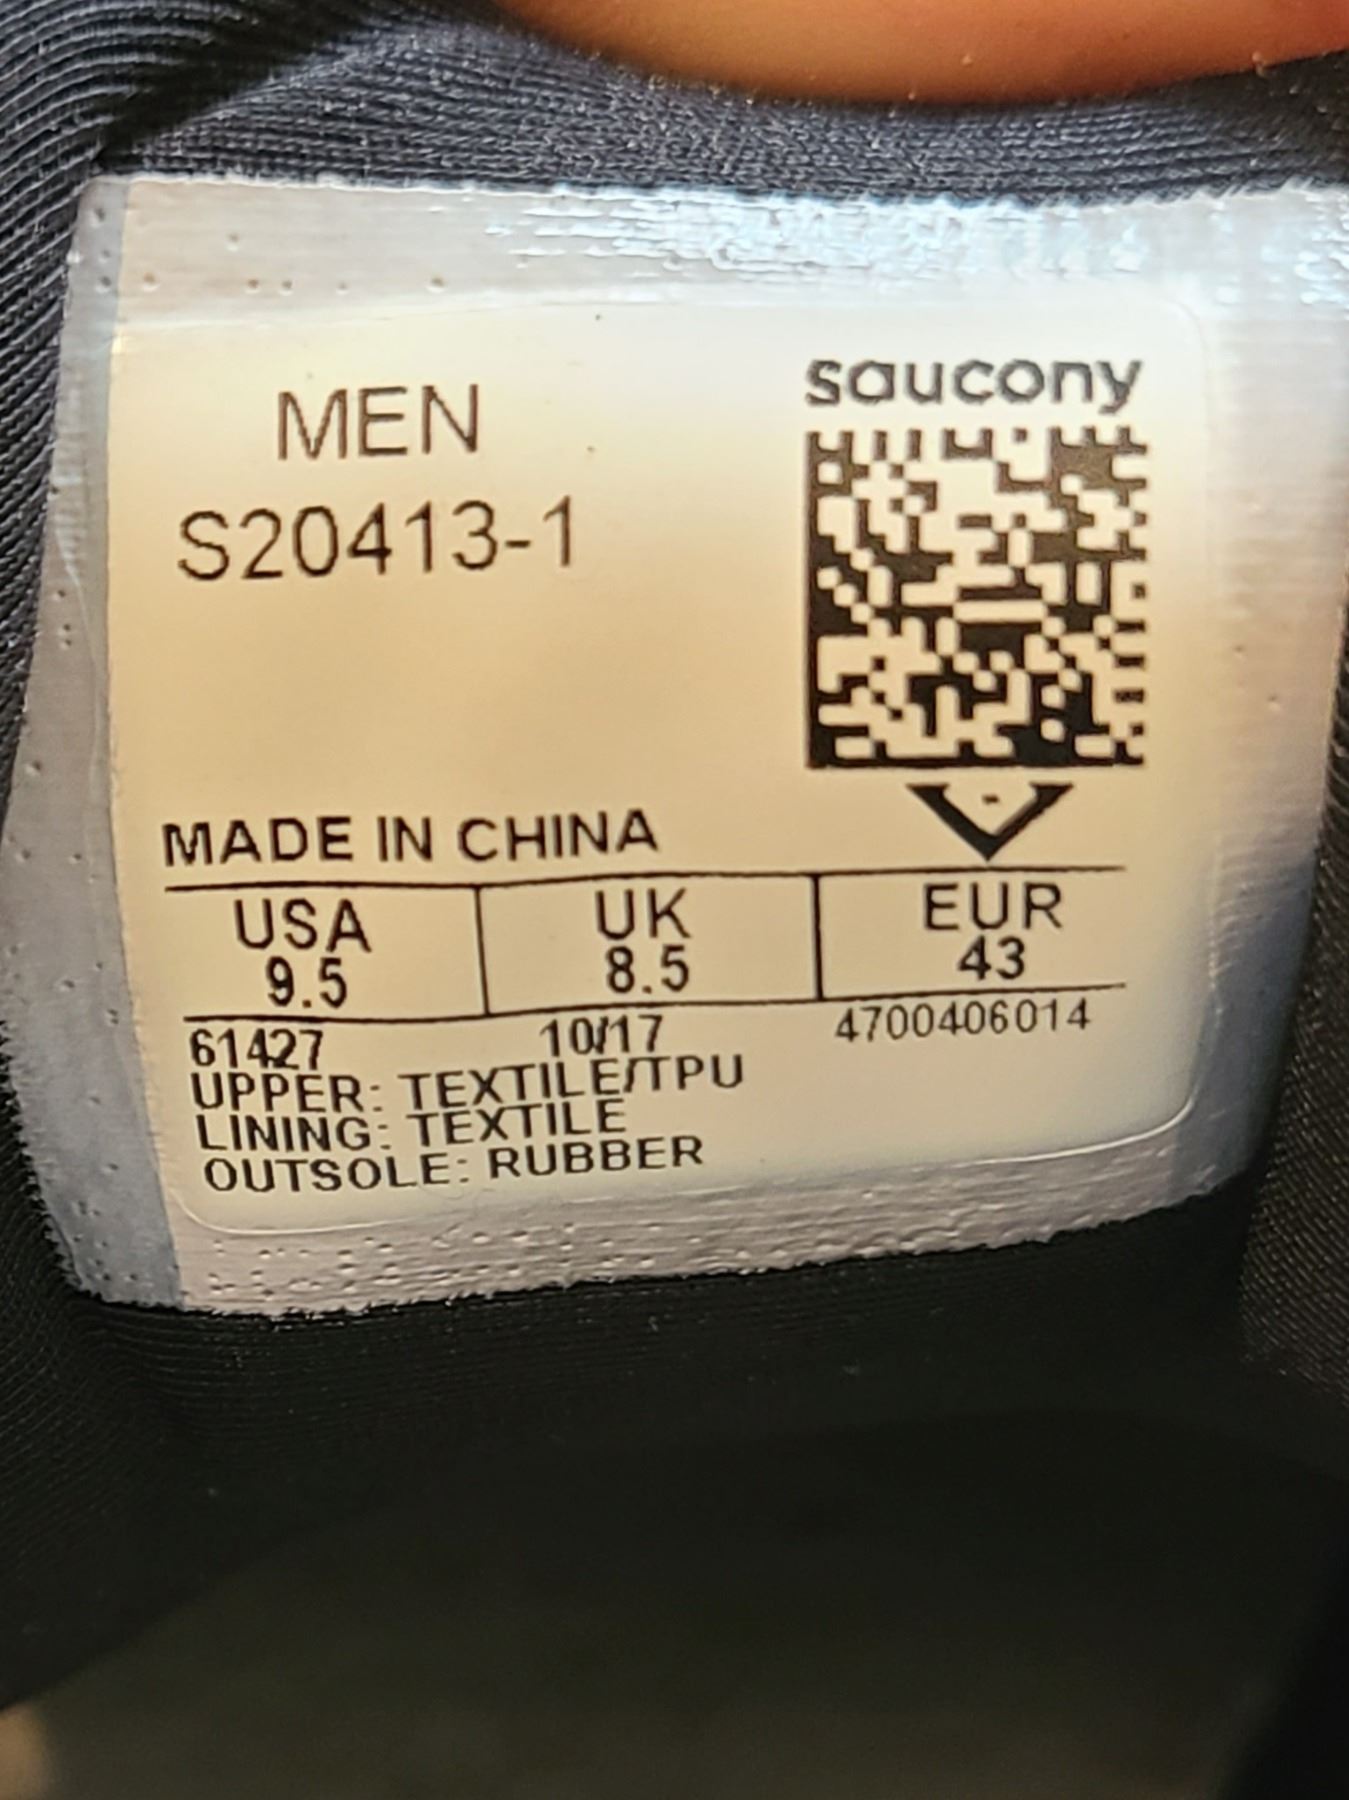 saucony
MEN
S20413-1
MADE IN CHINA
USA UK EUR
9.5 8.5 43
61427 10/17 4700406014
UPPER: TEXTILE/TPU
LINING: TEXTILE
OUTSOLE: RUBBER